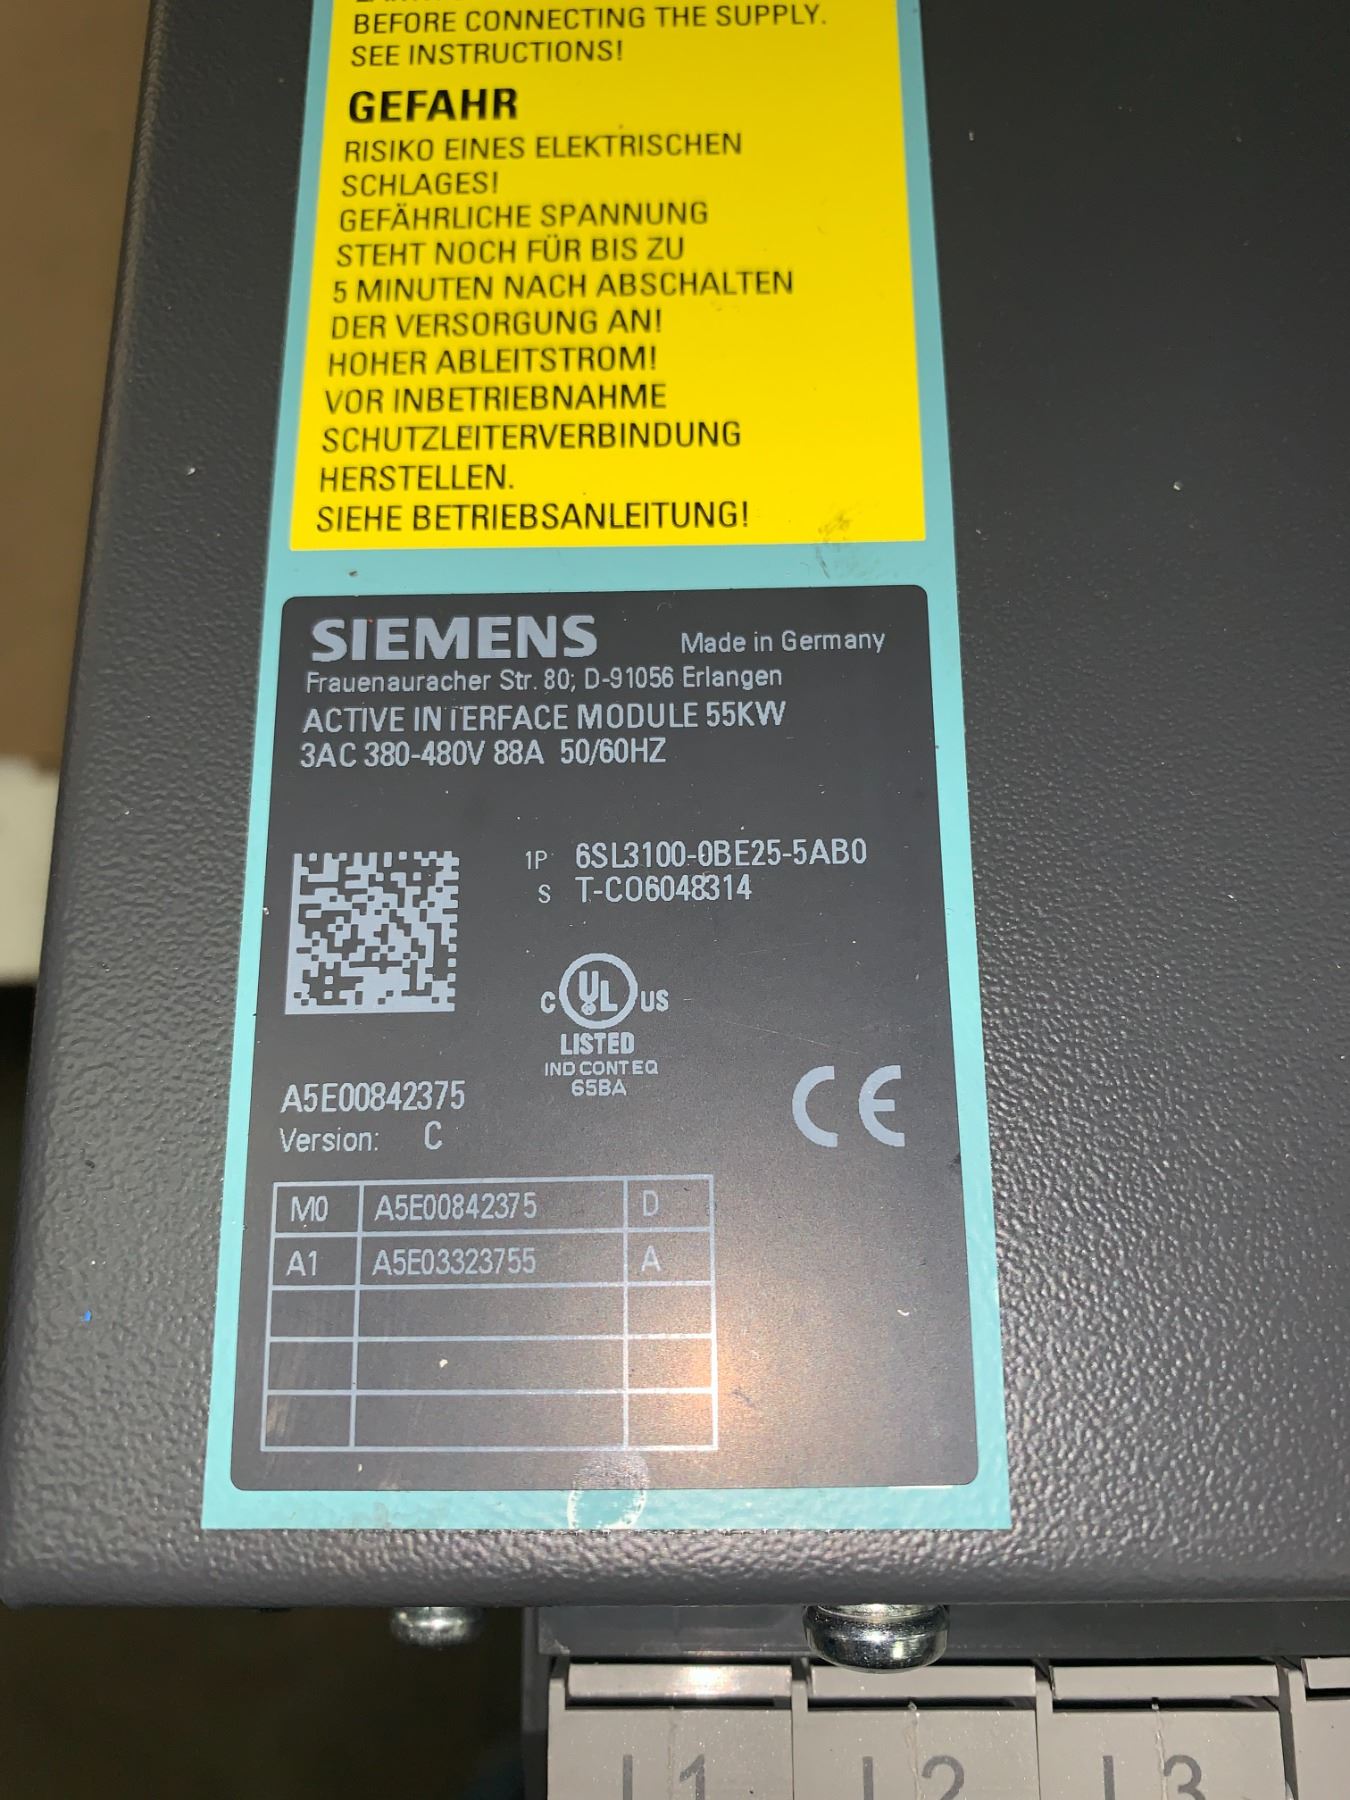 BEFORE CONNECTING THE SUPPLY.
SEE INSTRUCTIONS!
GEFAHR
RISIKO EINES ELEKTRISCHEN
SCHLAGES!
GEFÄHRLICHE SPANNUNG
STEHT NOCH FÜR BIS ZU
5 MINUTEN NACH ABSCHALTEN
DER VERSORGUNG AN!
HOHER ABLEITSTROM!
VOR INBETRIEBNAHME
SCHUTZLEITERVERBINDUNG
HERSTELLEN.
SIEHE BETRIEBSANLEITUNG!
SIEMENS Made in Germany
Frauenauracher Str. 80; D-91056 Erlangen
ACTIVE INTERFACE MODULE 55KW
3AC 380-480V 88A 50/60HZ
1P 6SL3100-0BE25-5AB0
S T-CO6048314
C UL US
LISTED
IND CONT EQ
65BA
CE
A5E00842375
Version: C
M0 A5E00842375 D
A1 A5E03323755 A
L1 L2 L3